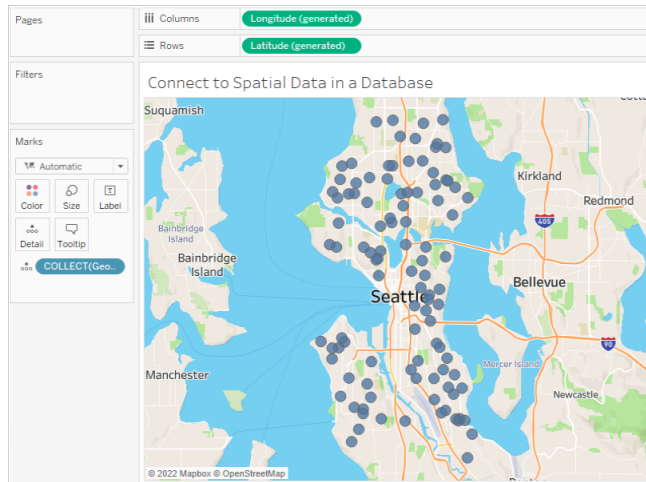 Pages
Columns
Longitude (generated)
Rows
Latitude (generated)
Filters
Marks
Automatic
Color
Size
Label
Detail
Tooltip
COLLECT(Geo..
Connect to Spatial Data in a Database
Suquamish
Kirkland
Redmond
405
Bainbridge
Island
Bainbridge
Island
Bellevue
Seattle
90
Mercer Island
Manchester
Newcastle
© 2022 Mapbox © OpenStreetMap